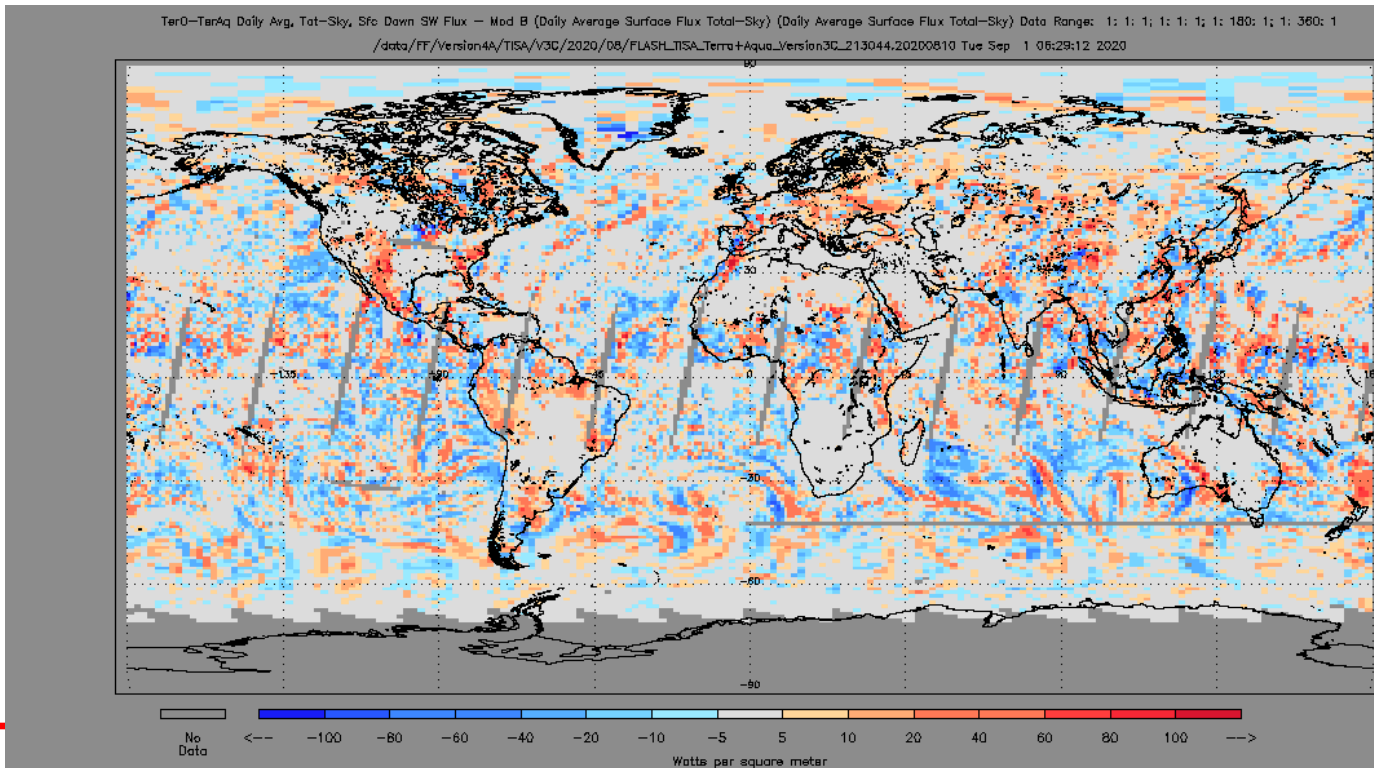 TerO-TerAq Daily Avg, Tot-Sky, Sfc Down SW Flux - Mod B (Daily Average Surface Flux Total-Sky) (Daily Average Surface Flux Total-Sky) Data Range: 1: 1: 1; 1: 1: 1; 1: 180: 1; 1: 360: 1
/data/FF/Version4A/TISA/V3C/2020/08/FLASH_TISA_Terra+Aqua_Version3C_213044.20200810 Tue Sep 1 06:29:12 2020
90
60
30
-135 -90 -45 0 45 90 135 18
-30
-60
-90
No Data <-- -100 -80 -60 -40 -20 -10 -5 5 10 20 40 60 80 100 -->
Watts per square meter